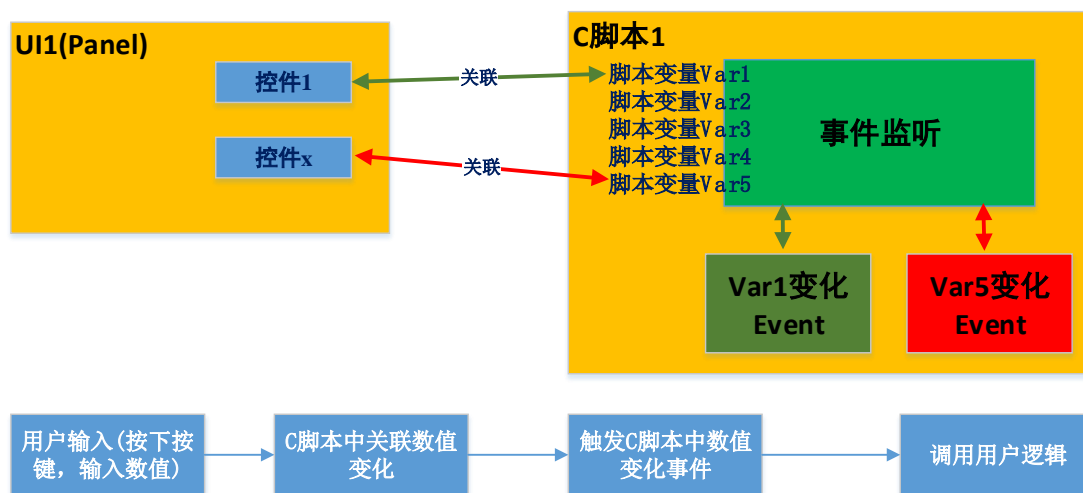 UI1(Panel)
控件1
控件x
关联
关联
C脚本1
脚本变量Var1
脚本变量Var2
脚本变量Var3
脚本变量Var4
脚本变量Var5
事件监听
Var1变化
Event
Var5变化
Event
用户输入(按下按
键，输入数值)
C脚本中关联数值
变化
触发C脚本中数值
变化事件
调用用户逻辑